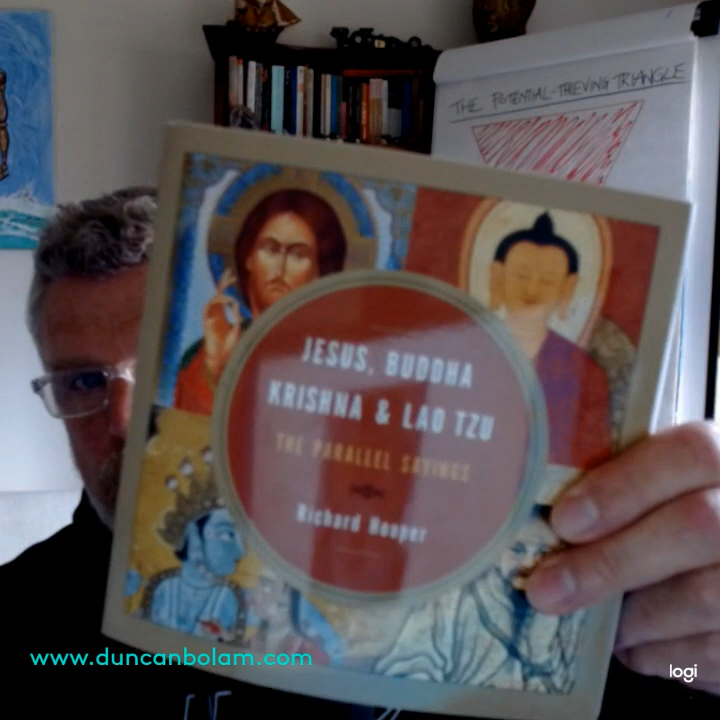 THE POTENTIAL-THIEVING TRIANGLE
JESUS, BUDDHA
KRISHNA & LAO TZU
THE PARALLEL SAYINGS
Richard Hooper
www.duncanbolam.com
logi